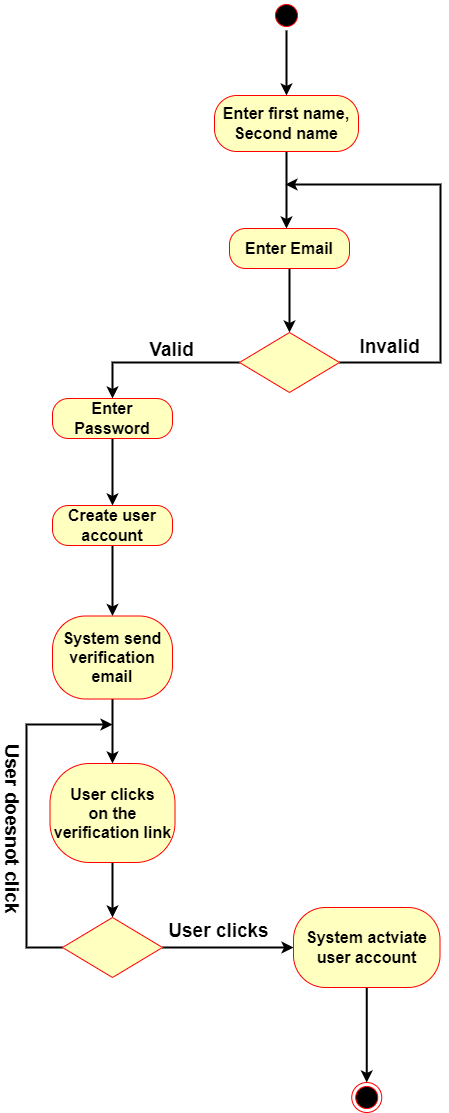 Enter first name,
Second name
Enter Email
Valid
Invalid
Enter
Password
Create user
account
System send
verification
email
User doesnot click
User clicks
on the
verification link
User clicks
System actviate
user account